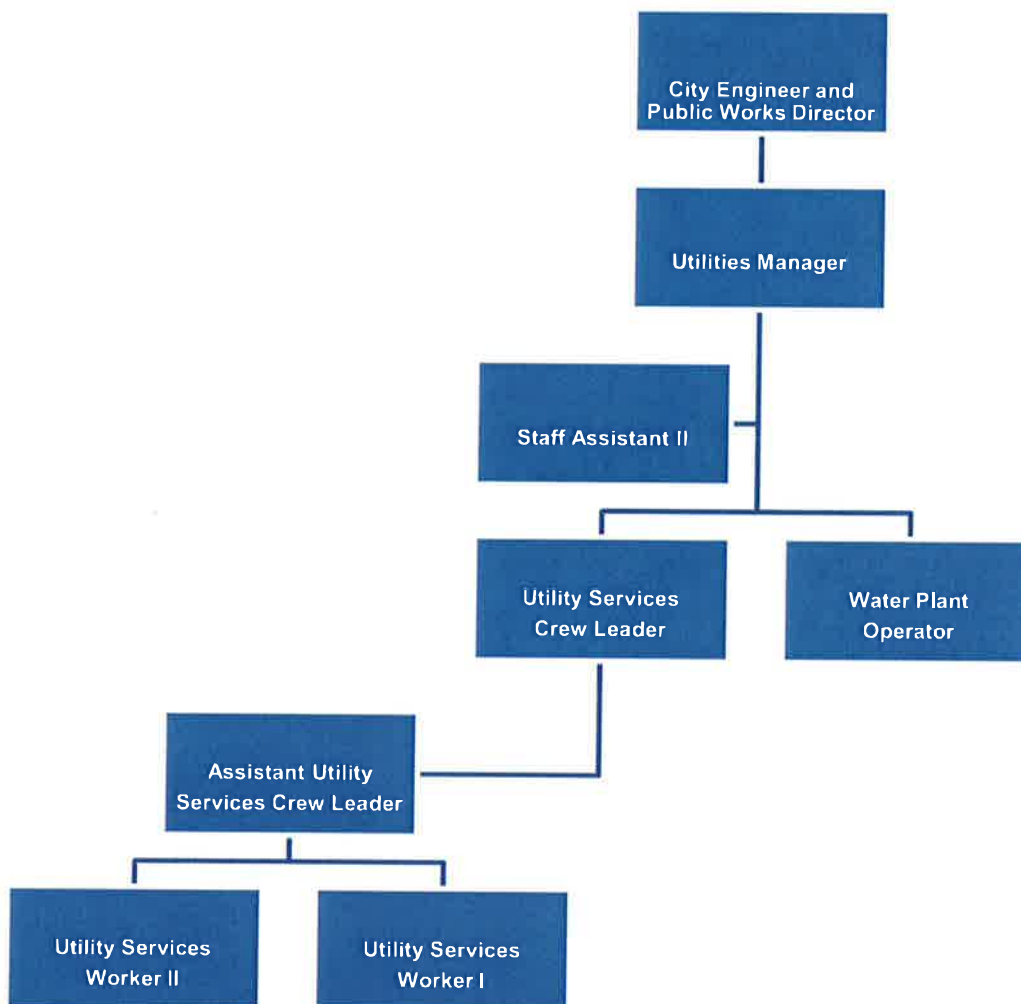 City Engineer and
Public Works Director
Utilities Manager
Staff Assistant II
Utility Services
Crew Leader
Water Plant
Operator
Assistant Utility
Services Crew Leader
Utility Services
Worker II
Utility Services
Worker I